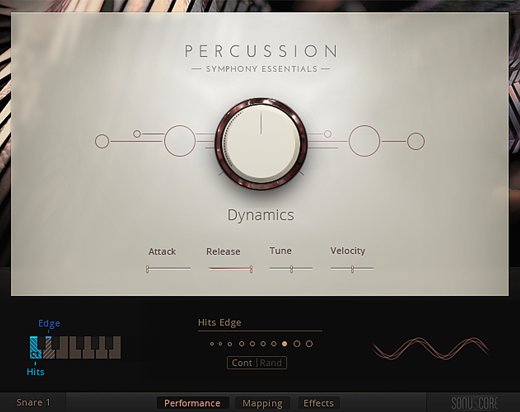 PERCUSSION
SYMPHONY ESSENTIALS
Dynamics
Attack Release Tune Velocity
Edge
Hits
Hits Edge
Cont | Rand
Snare 1 Performance Mapping Effects SONUSCORE